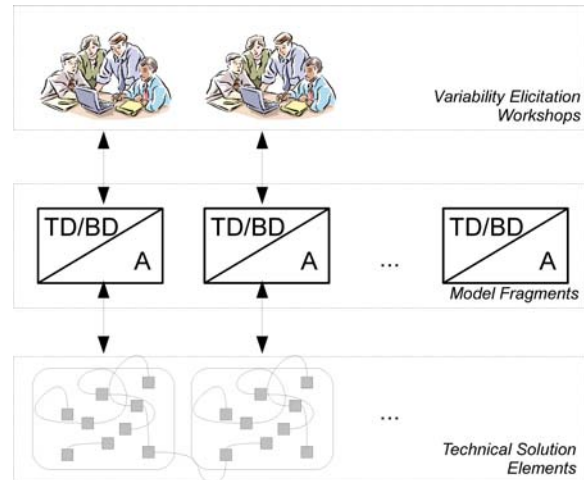 Variability Elicitation
Workshops
TD/BD
A
TD/BD
A
...
TD/BD
A
Model Fragments
...
Technical Solution
Elements